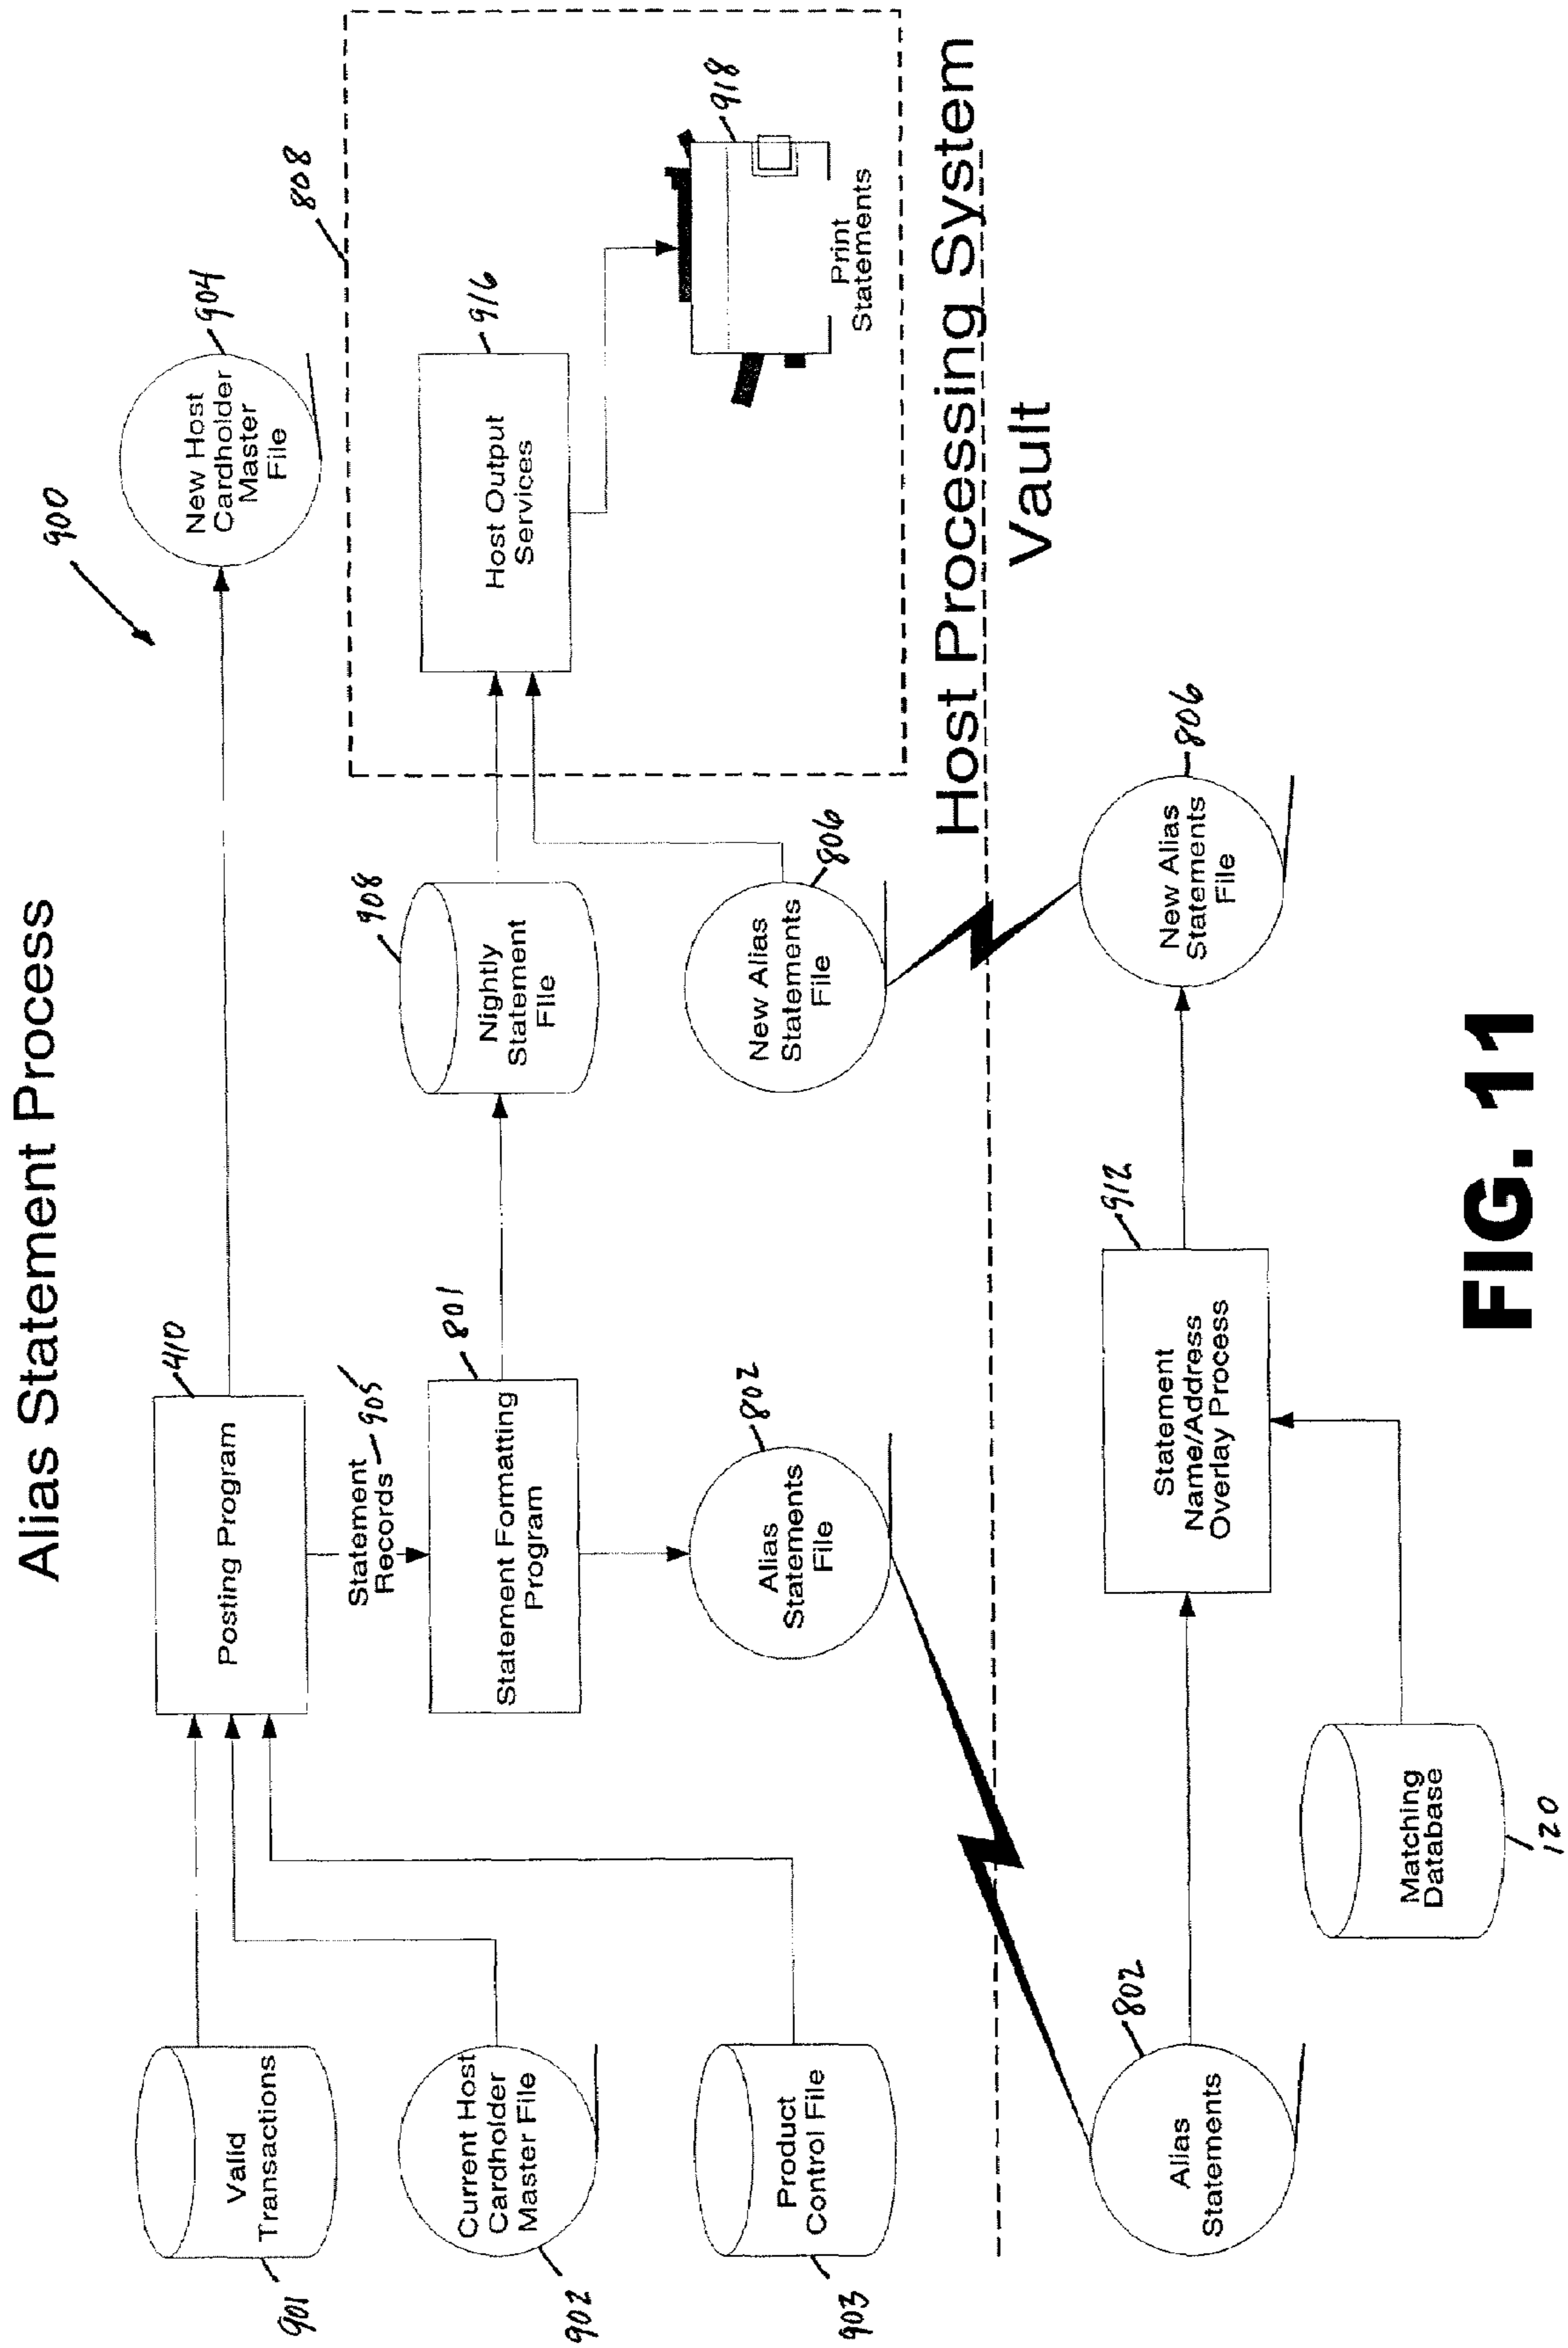 Alias Statement Process
900
Valid
Transactions
901
Current Host
Cardholder
Master File
902
Product
Control File
903
Posting Program
410
Statement
Records
905
Statement Formatting
Program
801
Alias
Statements
File
802
New Host
Cardholder
Master
File
904
Nightly
Statement
File
908
New Alias
Statements
File
806
808
Host Output
Services
916
918
Print
Statements
Host Processing System
Vault
Alias
Statements
802
Matching
Database
120
Statement
Name/Address
Overlay Process
912
New Alias
Statements
File
806
FIG. 11